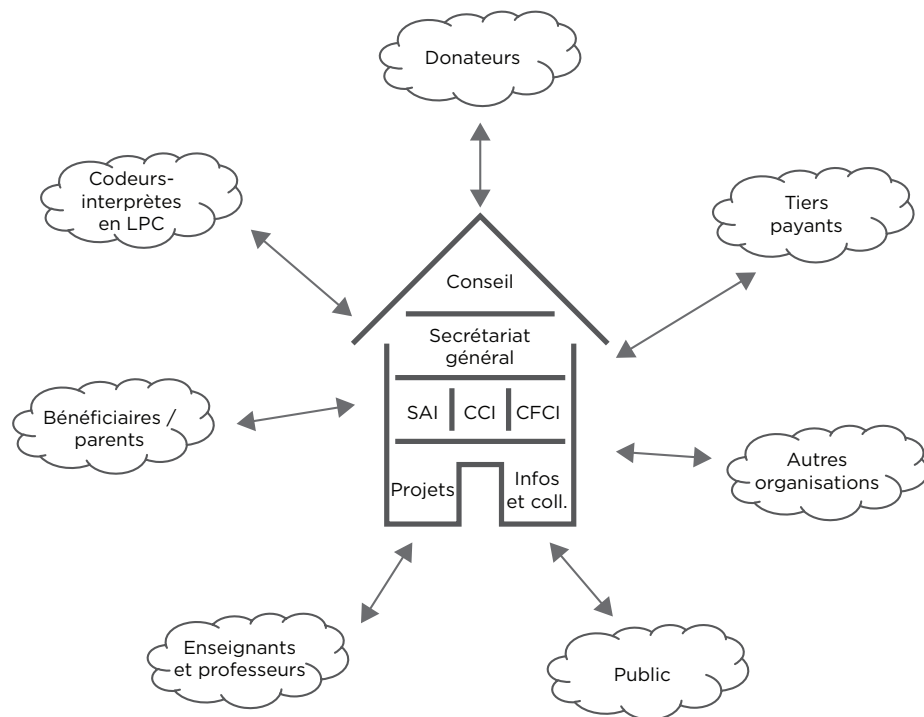 Donateurs
Codeurs-
interprètes
en LPC
Tiers
payants
Conseil
Secrétariat
général
SAI
CCI
CFCI
Bénéficiaires /
parents
Autres
organisations
Projets
Infos
et coll.
Enseignants
et professeurs
Public